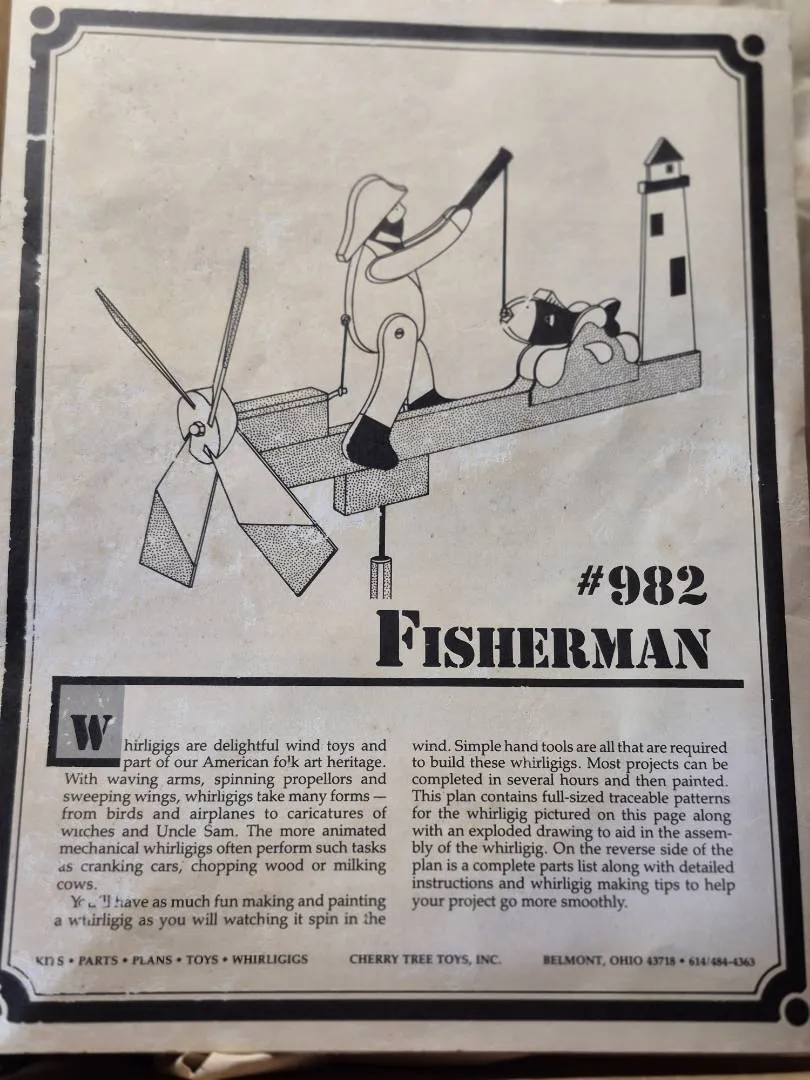 #982
FISHERMAN
Whirligigs are delightful wind toys and
part of our American folk art heritage.
With waving arms, spinning propellors and
sweeping wings, whirligigs take many forms —
from birds and airplanes to caricatures of
witches and Uncle Sam. The more animated
mechanical whirligigs often perform such tasks
as cranking cars, chopping wood or milking
cows.
You'll have as much fun making and painting
a whirligig as you will watching it spin in the
wind. Simple hand tools are all that are required
to build these whirligigs. Most projects can be
completed in several hours and then painted.
This plan contains full-sized traceable patterns
for the whirligig pictured on this page along
with an exploded drawing to aid in the assem-
bly of the whirligig. On the reverse side of the
plan is a complete parts list along with detailed
instructions and whirligig making tips to help
your project go more smoothly.
KITS • PARTS • PLANS • TOYS • WHIRLIGIGS CHERRY TREE TOYS, INC. BELMONT, OHIO 43718 • 614/484-4363